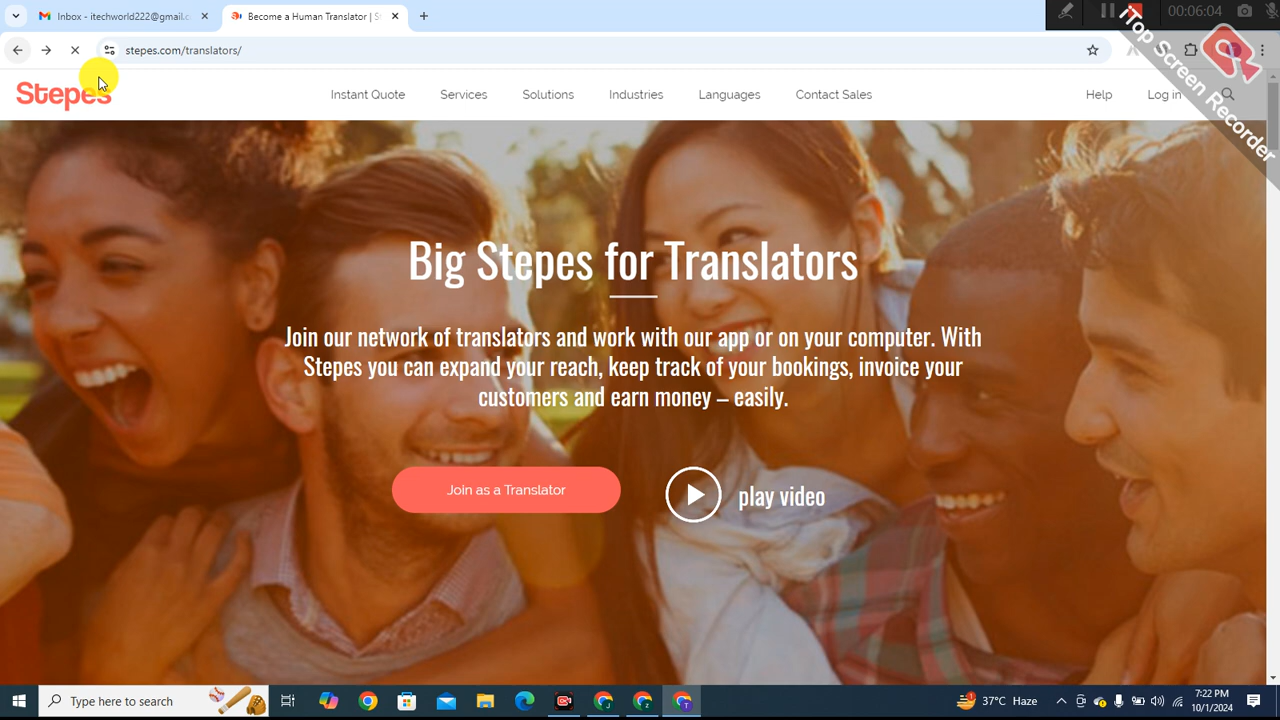 Inbox - itechworld222@gmail.c
Become a Human Translator | St
00:06:04
stepes.com/translators/
iTop Screen Recorder
Stepes
Instant Quote
Services
Solutions
Industries
Languages
Contact Sales
Help
Log in
Big Stepes for Translators
Join our network of translators and work with our app or on your computer. With
Stepes you can expand your reach, keep track of your bookings, invoice your
customers and earn money – easily.
Join as a Translator
play video
Type here to search
37°C Haze
7:22 PM
10/1/2024